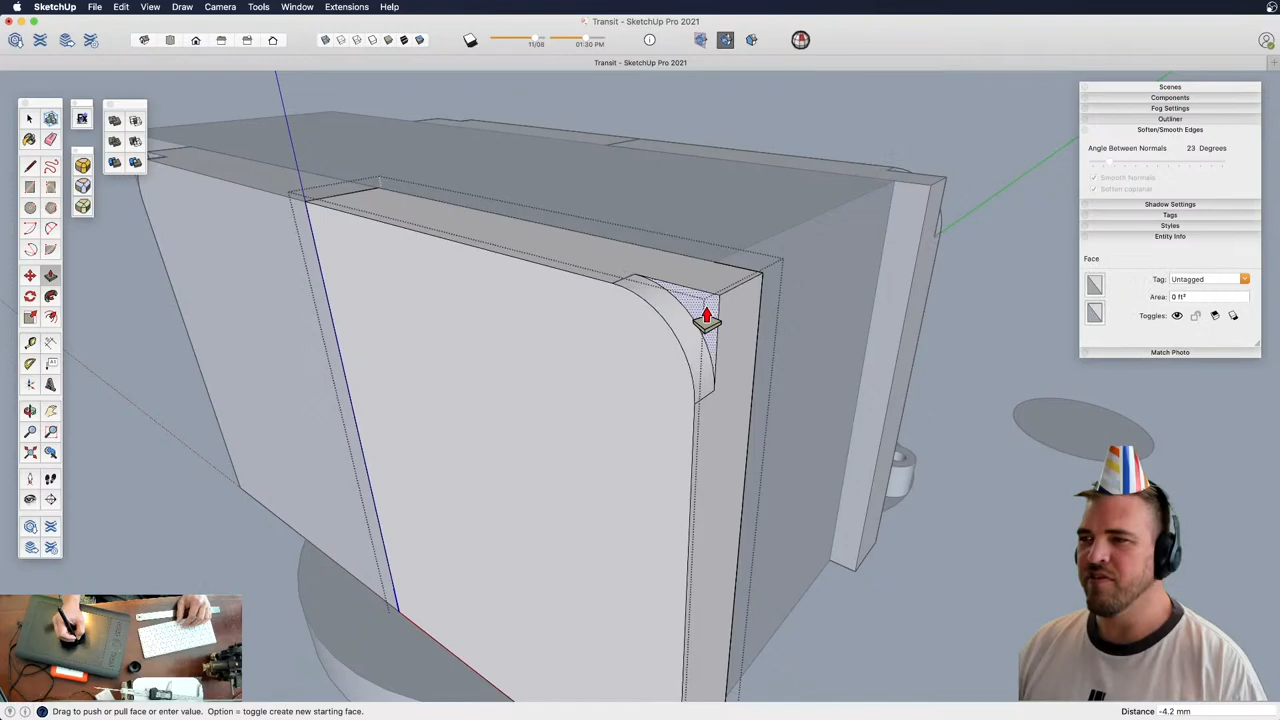 SketchUp File Edit View Draw Camera Tools Window Extensions Help
Transit - SketchUp Pro 2021
11/08 01:30 PM
Transit - SketchUp Pro 2021
Scenes
Components
Fog Settings
Outliner
Soften/Smooth Edges
Angle Between Normals 23 Degrees
Smooth Normals
Soften coplanar
Shadow Settings
Tags
Styles
Entity Info
Face
Tag: Untagged
Area: 0 ft²
Toggles:
Match Photo
Drag to push or pull face or enter value. Option = toggle create new starting face.
Distance -4.2 mm